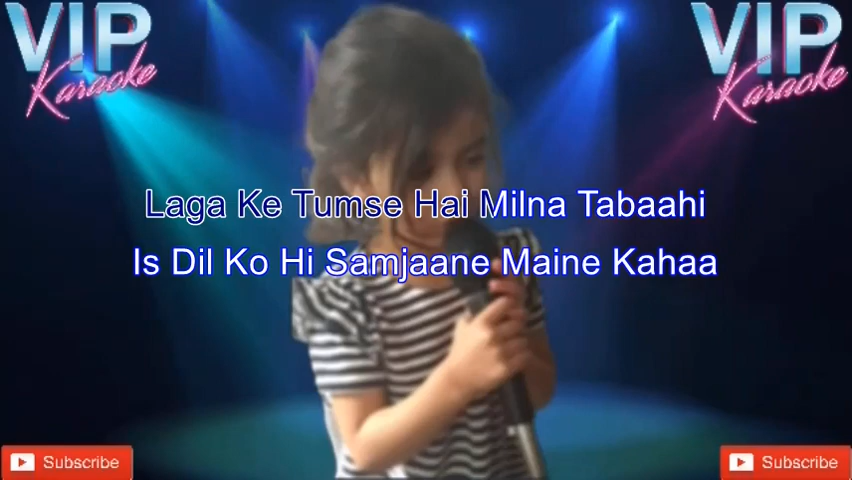 VIP
Karaoke
VIP
Karaoke
Laga Ke Tumse Hai Milna Tabaahi
Is Dil Ko Hi Samjaane Maine Kahaa
Subscribe
Subscribe